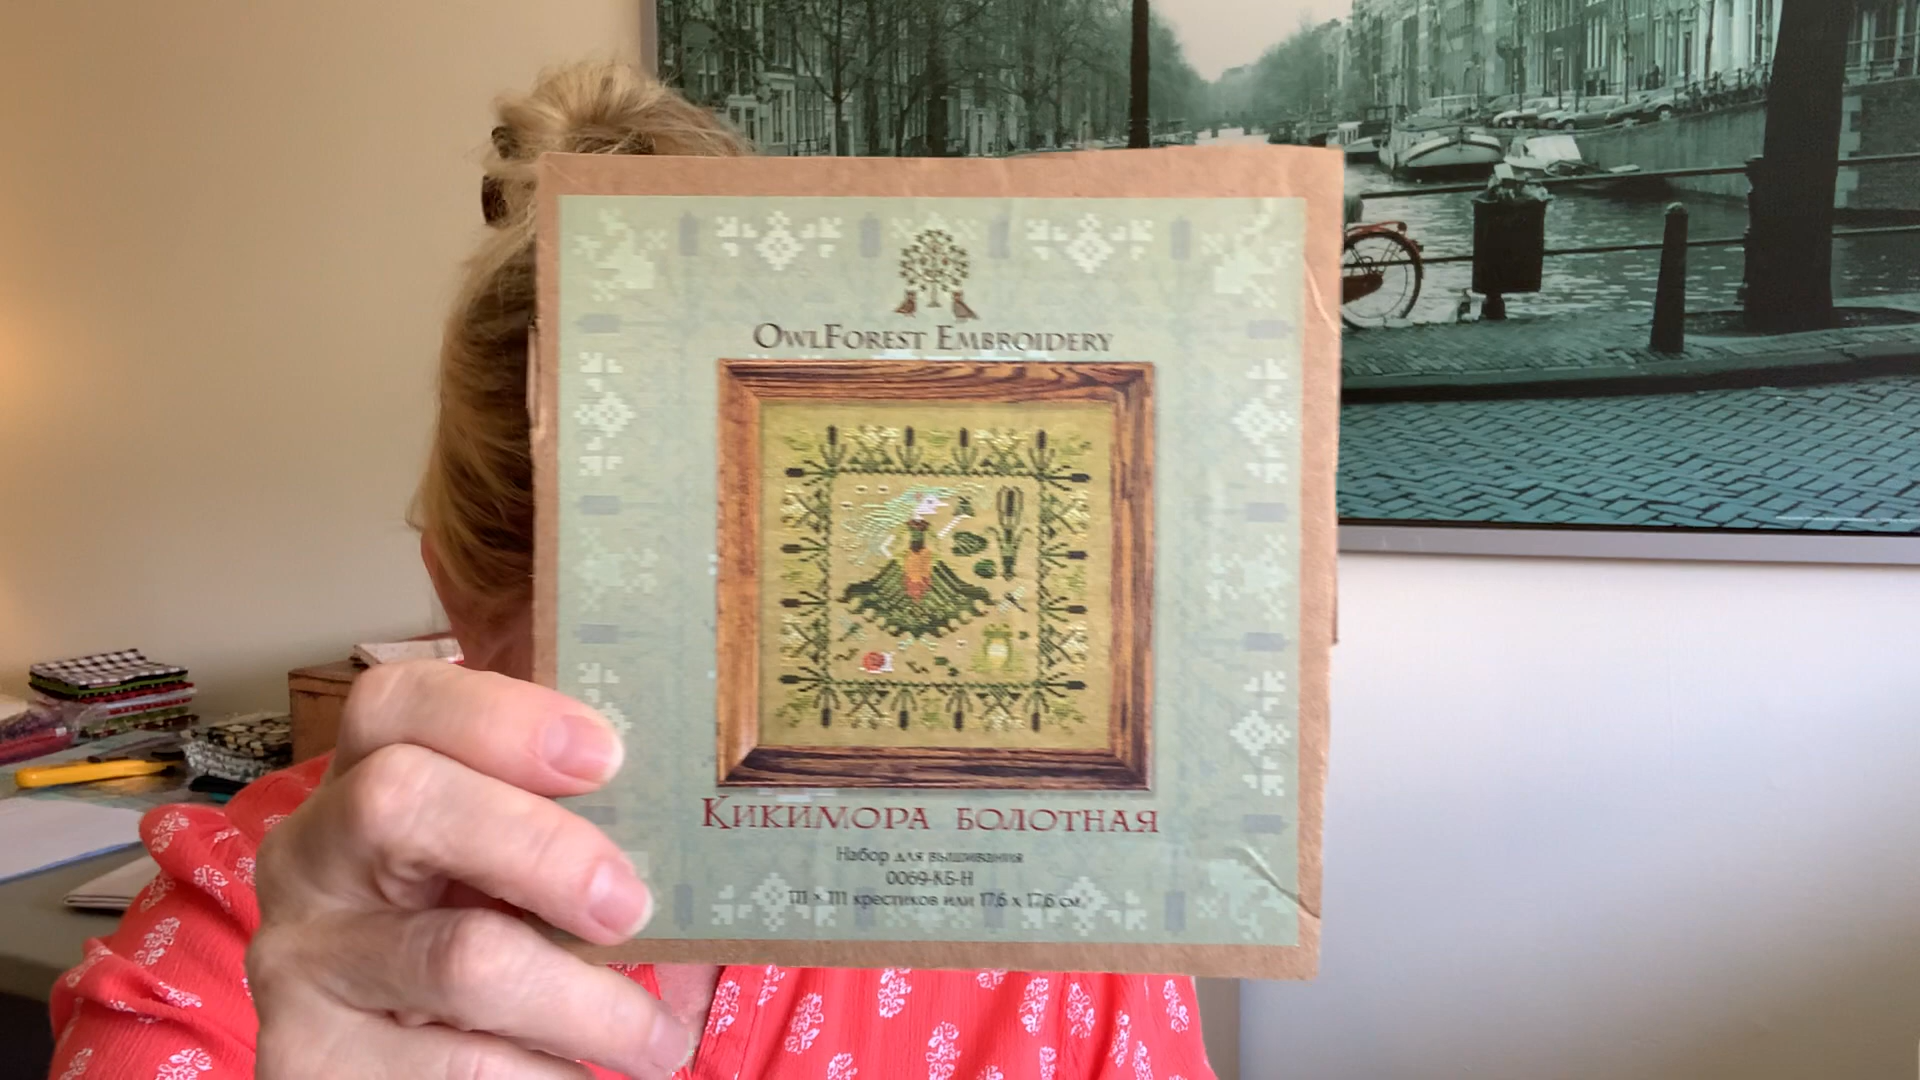 OwlForest Embroidery
Кикимора болотная
Набор для вышивания
0069-КБ-Н
111 × 111 крестиков или 17,6 х 17,6 см.